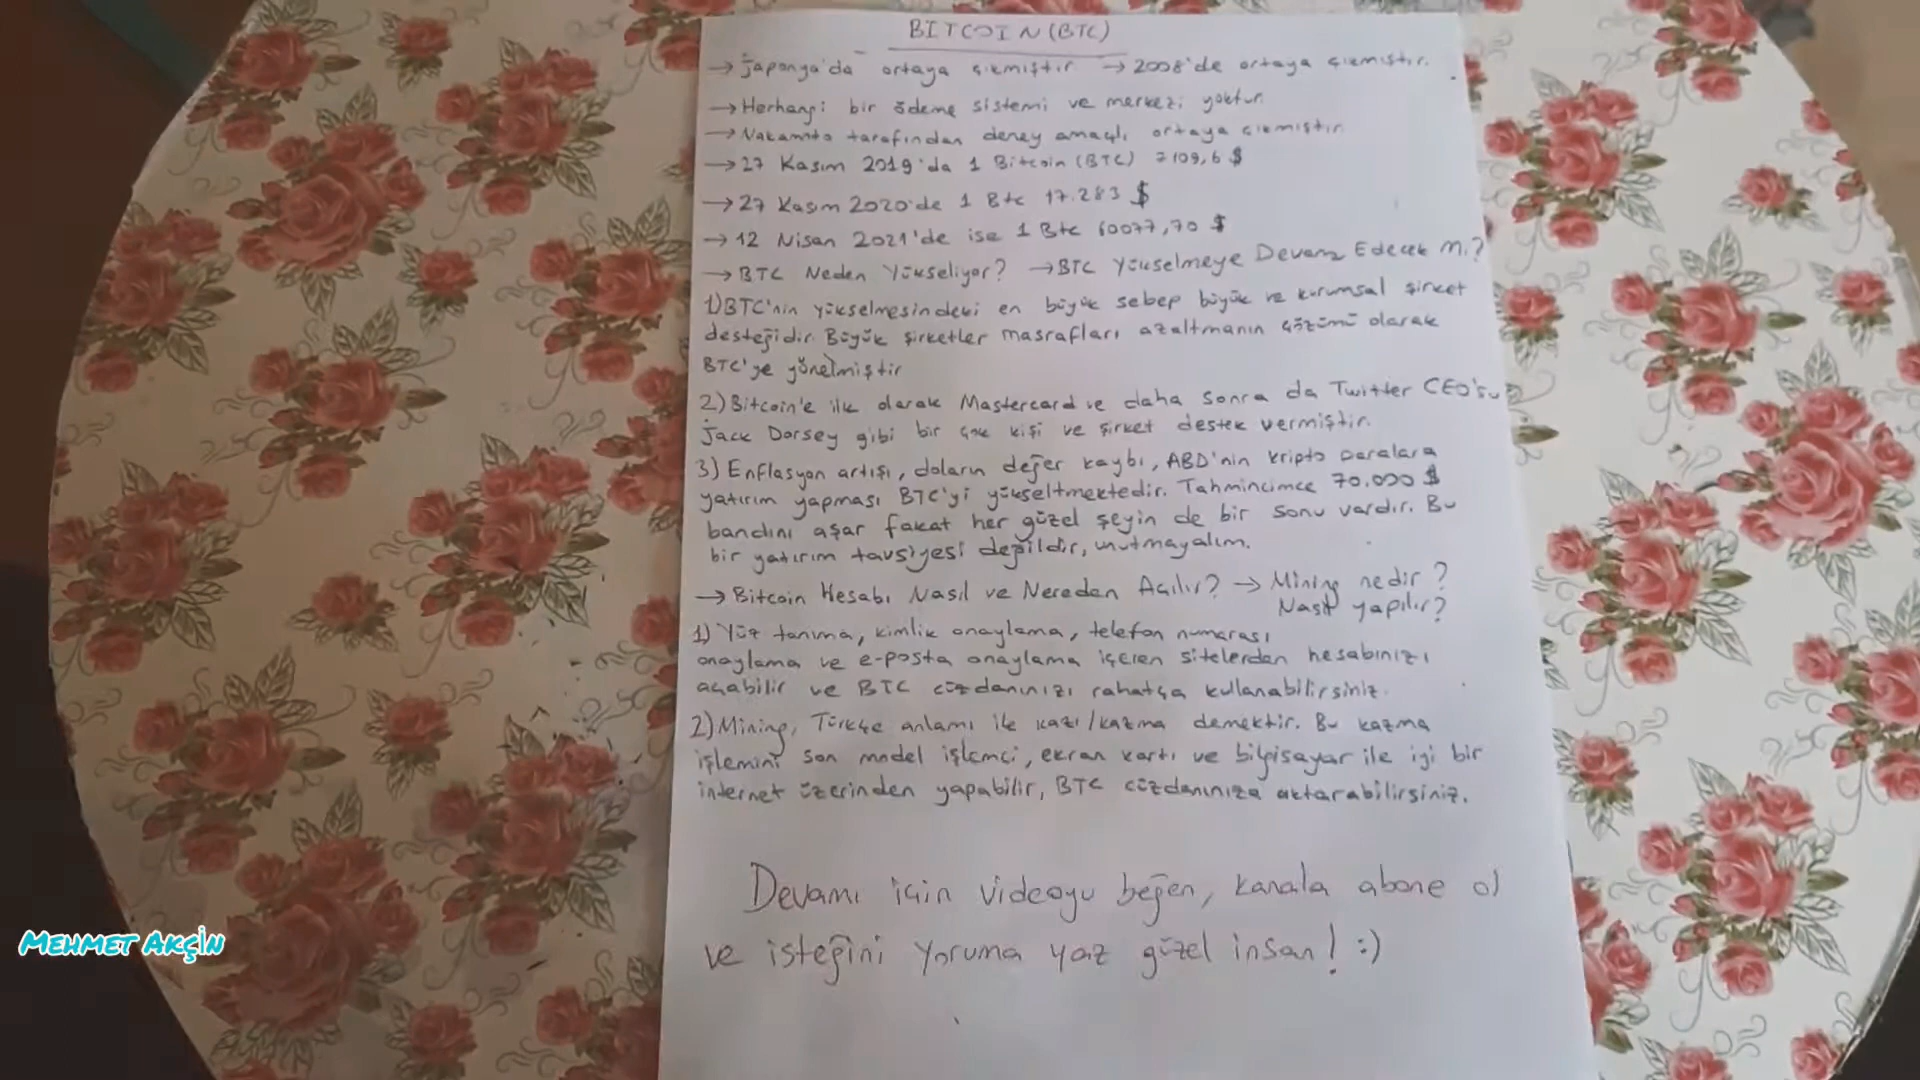 BITCOIN (BTC)
→ Japonya'da ortaya çıkmıştır → 2008'de ortaya çıkmıştır.
→ Herhangi bir ödeme sistemi ve merkezi yoktur.
→ Nakamoto tarafından deney amaçlı ortaya çıkmıştır
→ 27 Kasım 2019'da 1 Bitcoin (BTC) 7109,6 $
→ 27 Kasım 2020'de 1 Btc 17.283 $
→ 12 Nisan 2021'de ise 1 Btc 60077,70 $
→ BTC Neden Yükseliyor? → BTC Yükselmeye Devam Edecek Mi?
1) BTC'nin yükselmesindeki en büyük sebep büyük ve kurumsal şirket
desteğidir. Büyük şirketler masrafları azaltmanın çözümü olarak
BTC'ye yönelmiştir
2) Bitcoin'e ilk olarak Mastercard ve daha sonra da Twitter CEO'su
Jack Dorsey gibi bir çok kişi ve şirket destek vermiştir.
3) Enflasyon artışı, doların değer kaybı, ABD'nin kripto paralara
yatırım yapması BTC'yi yükseltmektedir. Tahmincimce 70.000 $
bandını aşar fakat her güzel şeyin de bir sonu vardır. Bu
bir yatırım tavsiyesi değildir, unutmayalım.
→ Bitcoin Hesabı Nasıl ve Nereden Açılır? → Mining nedir?
Nasıl yapılır?
1) Yüz tanıma, kimlik onaylama, telefon numarası
onaylama ve e-posta onaylama içeren sitelerden hesabınızı
açabilir ve BTC cüzdanınızı rahatça kullanabilirsiniz.
2) Mining, Türkçe anlamı ile kazı/kazma demektir. Bu kazma
işlemini son model işlemci, ekran kartı ve bilgisayar ile iyi bir
internet üzerinden yapabilir, BTC cüzdanınıza aktarabilirsiniz.
Devamı için videoyu beğen, kanala abone ol
ve isteğini yoruma yaz güzel insan! :)
MEHMET AKÇİN